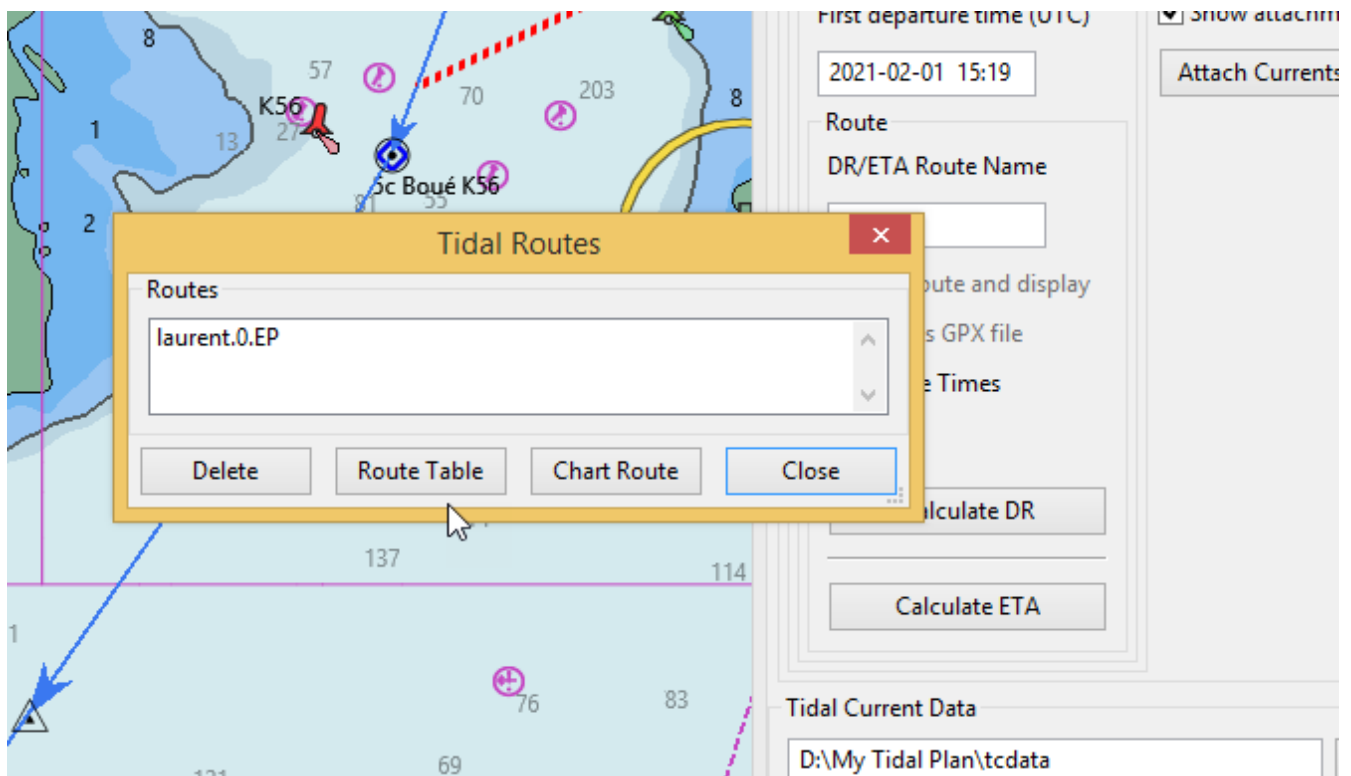 First departure time (UTC)
Show attachm
8
2021-02-01 15:19
Attach Currents
57
70
203
8
K56
27
13
1
Route
DR/ETA Route Name
5c Boué K56
81
55
2
Tidal Routes
Routes
laurent.0.EP
oute and display
s GPX file
e Times
Delete
Route Table
Chart Route
Close
alculate DR
137
114
Calculate ETA
1
76
83
Tidal Current Data
D:\My Tidal Plan\tcdata
69